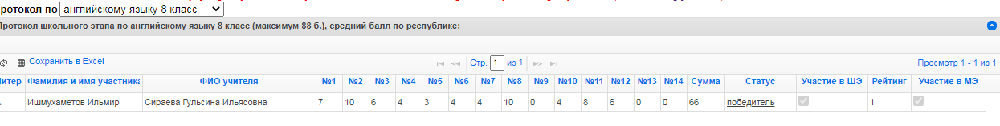 ротокол по английскому языку 8 класс
Протокол школьного этапа по английскому языку 8 класс (максимум 88 б.), средний балл по республике:
Сохранить в Excel Стр. 1 из 1 Просмотр 1 - 1 из 1
Литер Фамилия и имя участника ФИО учителя №1 №2 №3 №4 №5 №6 №7 №8 №9 №10 №11 №12 №13 №14 Сумма Статус Участие в ШЭ Рейтинг Участие в МЭ
Ишмухаметов Ильмир Сираева Гульсина Ильясовна 7 10 6 4 3 4 4 10 0 4 8 6 0 0 66 победитель 1